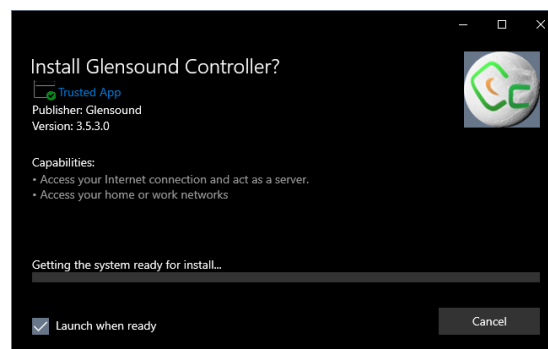 Install Glensound Controller?
Trusted App
Publisher: Glensound
Version: 3.5.3.0
Capabilities:
• Access your Internet connection and act as a server.
• Access your home or work networks
Getting the system ready for install...
Launch when ready
Cancel